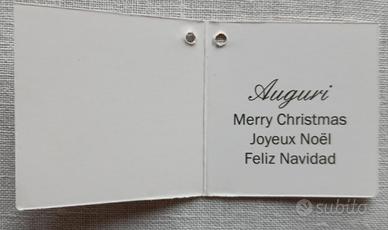 Auguri
Merry Christmas
Joyeux Noël
Feliz Navidad
subito